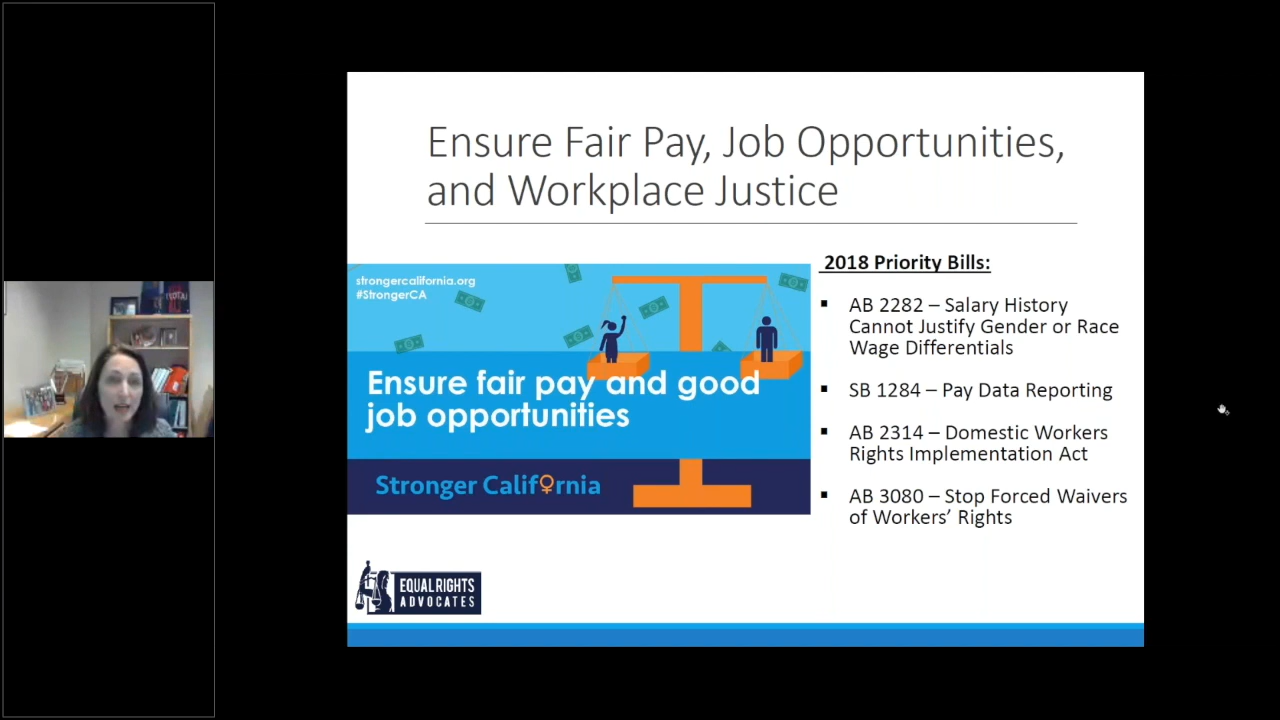 Ensure Fair Pay, Job Opportunities,
and Workplace Justice
strongercalifornia.org
#StrongerCA
Ensure fair pay and good
job opportunities
Stronger Calif♀rnia
2018 Priority Bills:
▪ AB 2282 – Salary History
Cannot Justify Gender or Race
Wage Differentials
▪ SB 1284 – Pay Data Reporting
▪ AB 2314 – Domestic Workers
Rights Implementation Act
▪ AB 3080 – Stop Forced Waivers
of Workers’ Rights
EQUAL RIGHTS
ADVOCATES